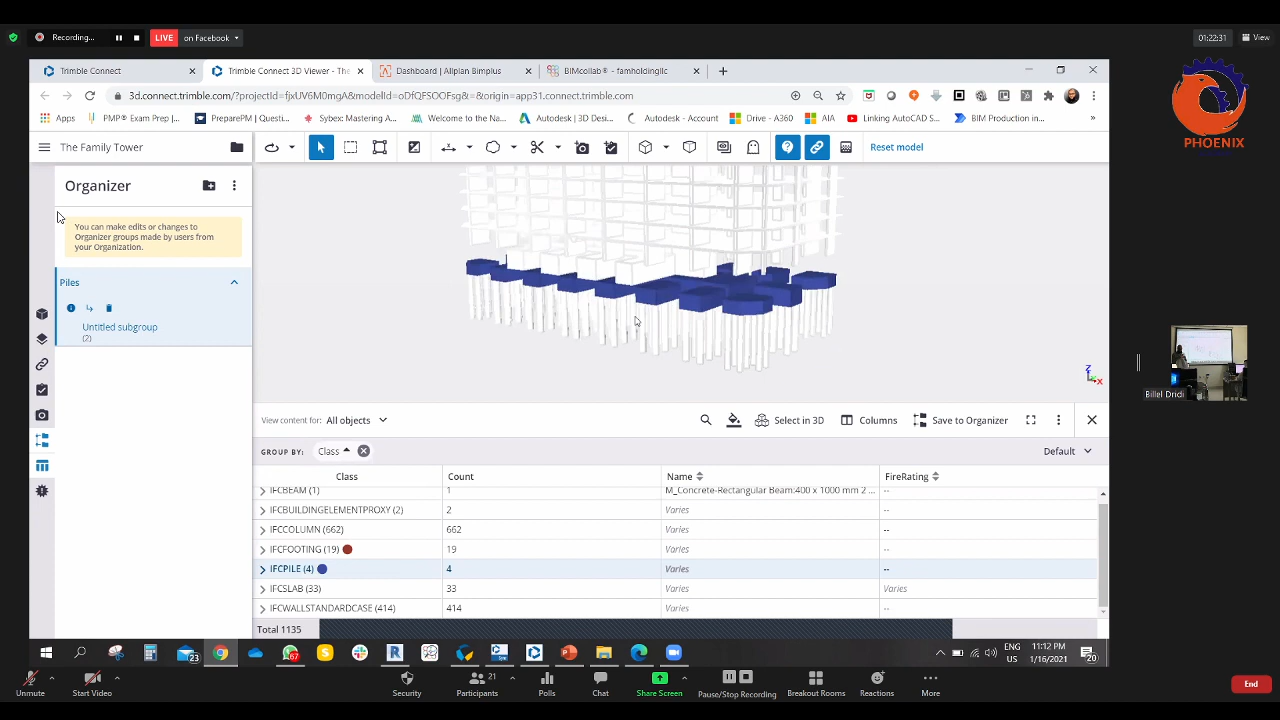 Recording...
LIVE
on Facebook
01:22:31
View
Trimble Connect
Trimble Connect 3D Viewer - The
Dashboard | Allplan Bimplus
BIMcollab® - famholdingllc
3d.connect.trimble.com/?projectId=fjxUV6M0mgA&modelId=oDfQFSOOFsg&=&origin=app31.connect.trimble.com
Apps
PMP® Exam Prep |...
PreparePM | Questi...
Sybex: Mastering A...
Welcome to the Na...
Autodesk | 3D Desi...
Autodesk - Account
Drive - A360
AIA
Linking AutoCAD S...
BIM Production in...
PHOENIX
The Family Tower
Reset model
Organizer
You can make edits or changes to
Organizer groups made by users from
your Organization.
Piles
Untitled subgroup
(2)
Z
X
Billel Dridi
View content for: All objects
Select in 3D
Columns
Save to Organizer
GROUP BY: Class
Default
Class Count Name FireRating
IFCBEAM (1) 1 M_Concrete-Rectangular Beam:400 x 1000 mm 2 ... --
IFCBUILDINGELEMENTPROXY (2) 2 Varies --
IFCCOLUMN (662) 662 Varies --
IFCFOOTING (19) 19 Varies --
IFCPILE (4) 4 Varies --
IFCSLAB (33) 33 Varies Varies
IFCWALLSTANDARDCASE (414) 414 Varies --
Total 1135
23
67
ENG
US
11:12 PM
1/16/2021
20
Unmute
Start Video
Security
Participants
21
Polls
Chat
Share Screen
Pause/Stop Recording
Breakout Rooms
Reactions
More
End